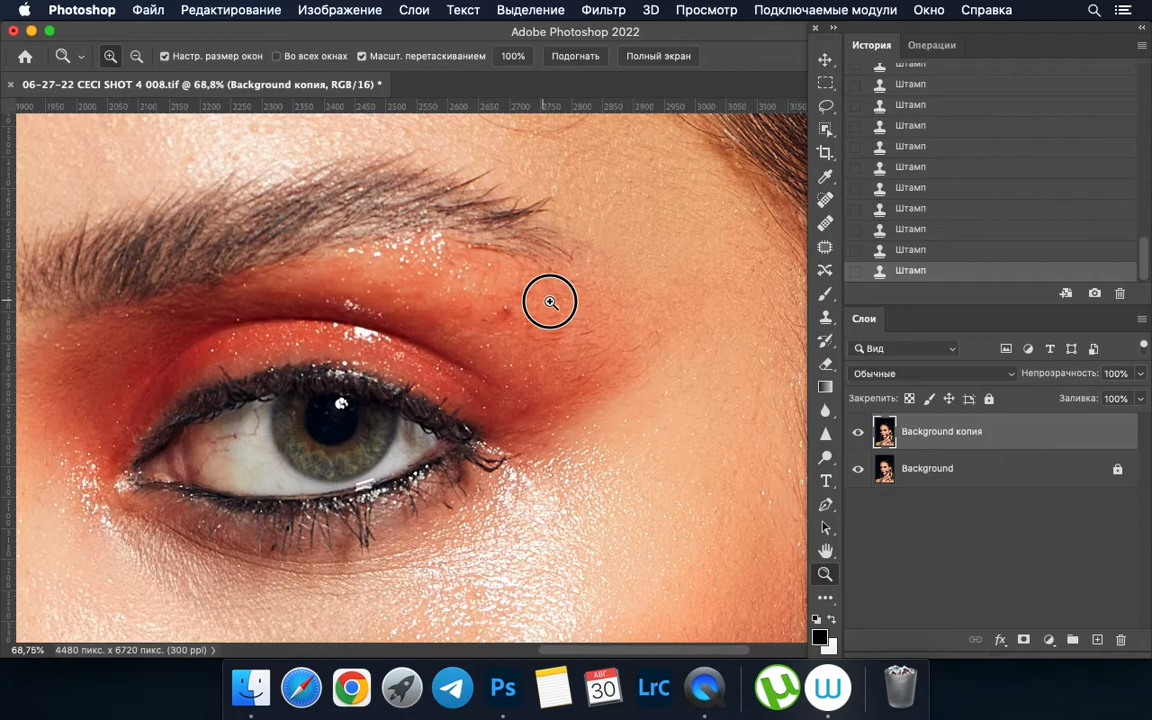 Photoshop Файл Редактирование Изображение Слои Текст Выделение Фильтр 3D Просмотр Подключаемые модули Окно Справка
Adobe Photoshop 2022
Настр. размер окон Во всех окнах Масшт. перетаскиванием 100% Подогнать Полный экран
06-27-22 CECI SHOT 4 008.tif @ 68,8% (Background копия, RGB/16) *
1900 1950 2000 2050 2100 2150 2200 2250 2300 2350 2400 2450 2500 2550 2600 2650 2700 2750 2800 2850 2900 2950 3000 3050 3100 3150
История Операции
Штамп
Штамп
Штамп
Штамп
Штамп
Штамп
Штамп
Штамп
Штамп
Штамп
Штамп
Слои
Вид
Обычные Непрозрачность: 100%
Закрепить: Заливка: 100%
Background копия
Background
68,75% 4480 пикс. x 6720 пикс. (300 ppi)
Ps
АВГ
30
LrC